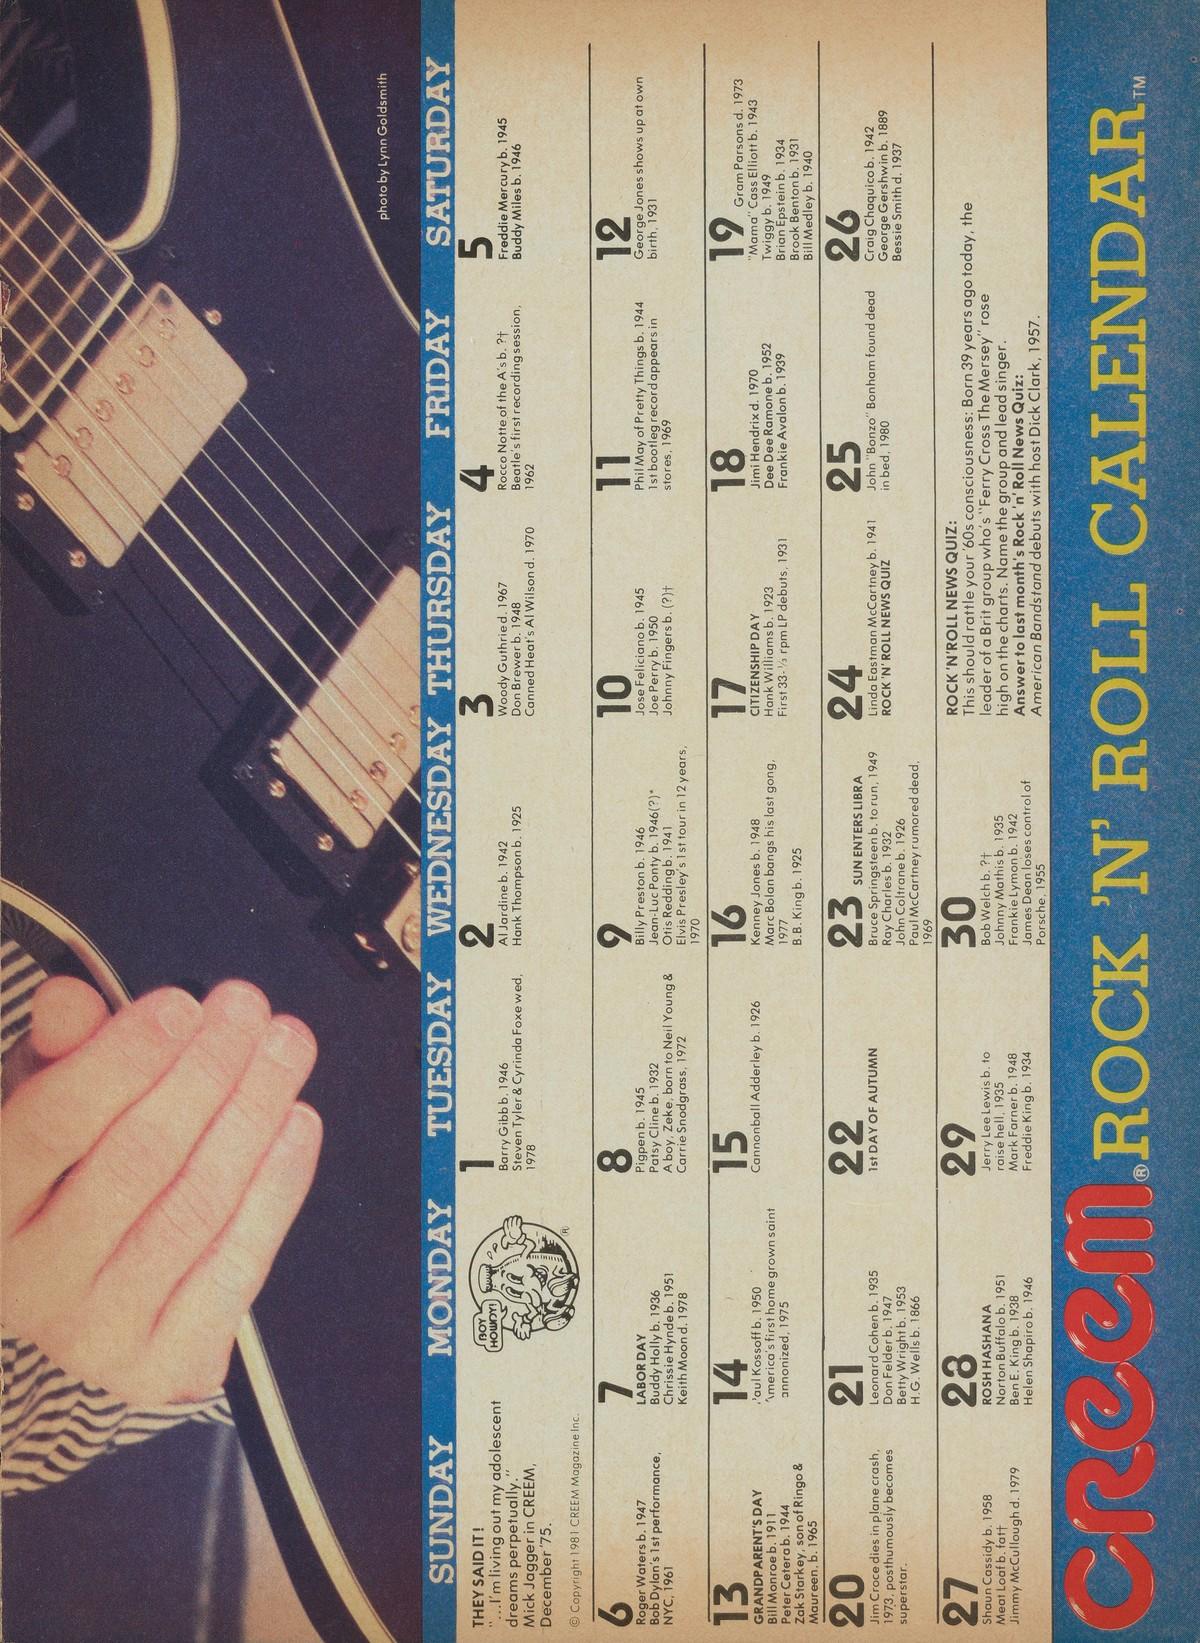 photo by Lynn Goldsmith
SUNDAY MONDAY TUESDAY WEDNESDAY THURSDAY FRIDAY SATURDAY
THEY SAID IT!
"...I'm living out my adolescent
dreams perpetually."
Mick Jagger in CREEM,
December '75.
© Copyright 1981 CREEM Magazine Inc.
BOY
HOWDY!
®
1
Barry Gibb b. 1946
Steven Tyler & Cyrinda Foxe wed,
1978
2
Al Jardine b. 1942
Hank Thompson b. 1925
3
Woody Guthrie d. 1967
Don Brewer b. 1948
Canned Heat's Al Wilson d. 1970
4
Rocco Notte of the A's b. ?†
Beatle's first recording session,
1962
5
Freddie Mercury b. 1945
Buddy Miles b. 1946
6
Roger Waters b. 1947
Bob Dylan's 1st performance,
NYC, 1961
7
LABOR DAY
Buddy Holly b. 1936
Chrissie Hynde b. 1951
Keith Moon d. 1978
8
Pigpen b. 1945
Patsy Cline b. 1932
A boy, Zeke, born to Neil Young &
Carrie Snodgrass, 1972
9
Billy Preston b. 1946
Jean-Luc Ponty b. 1946(?)*
Otis Redding b. 1941
Elvis Presley's 1st tour in 12 years,
1970
10
Jose Feliciano b. 1945
Joe Perry b. 1950
Johnny Fingers b. (?)†
11
Phil May of Pretty Things b. 1944
1st bootleg record appears in
stores, 1969
12
George Jones shows up at own
birth, 1931
13
GRANDPARENT'S DAY
Bill Monroe b. 1911
Peter Cetera b. 1944
Zak Starkey, son of Ringo &
Maureen, b. 1965
14
aul Kossoff b. 1950
merica's first home grown saint
annonized, 1975
15
Cannonball Adderley b. 1926
16
Kenney Jones b. 1948
Marc Bolan bangs his last gong,
1977
B.B. King b. 1925
17
CITIZENSHIP DAY
Hank Williams b. 1923
First 33-⅓ rpm LP debuts, 1931
18
Jimi Hendrix d. 1970
Dee Dee Ramone b. 1952
Frankie Avalon b. 1939
19
Gram Parsons d. 1973
"Mama" Cass Elliott b. 1943
Twiggy b. 1949
Brian Epstein b. 1934
Brook Benton b. 1931
Bill Medley b. 1940
20
Jim Croce dies in plane crash,
1973, posthumously becomes
superstar.
21
Leonard Cohen b. 1935
Don Felder b. 1947
Betty Wright b. 1953
H.G. Wells b. 1866
22
1st DAY OF AUTUMN
23
SUN ENTERS LIBRA
Bruce Springsteen b. to run, 1949
Ray Charles b. 1932
John Coltrane b. 1926
Paul McCartney rumored dead,
1969
24
Linda Eastman McCartney b. 1941
ROCK 'N' ROLL NEWS QUIZ
25
John "Bonzo" Bonham found dead
in bed, 1980
26
Craig Chaquico b. 1942
George Gershwin b. 1889
Bessie Smith d. 1937
27
Shaun Cassidy b. 1958
Meat Loaf b. fat†
Jimmy McCullough d. 1979
28
ROSH HASHANA
Norton Buffalo b. 1951
Ben E. King b. 1938
Helen Shapiro b. 1946
29
Jerry Lee Lewis b. to
raise hell, 1935
Mark Farner b. 1948
Freddie King b. 1934
30
Bob Welch b. ?†
Johnny Mathis b. 1935
Frankie Lymon b. 1942
James Dean loses control of
Porsche, 1955
ROCK 'N' ROLL NEWS QUIZ:
This should rattle your '60s consciousness: Born 39 years ago today, the
leader of a Brit group who's "Ferry Cross The Mersey" rose
high on the charts. Name the group and lead singer.
Answer to last month's Rock 'n' Roll News Quiz:
American Bandstand debuts with host Dick Clark, 1957.
CREEM® ROCK 'N' ROLL CALENDAR™